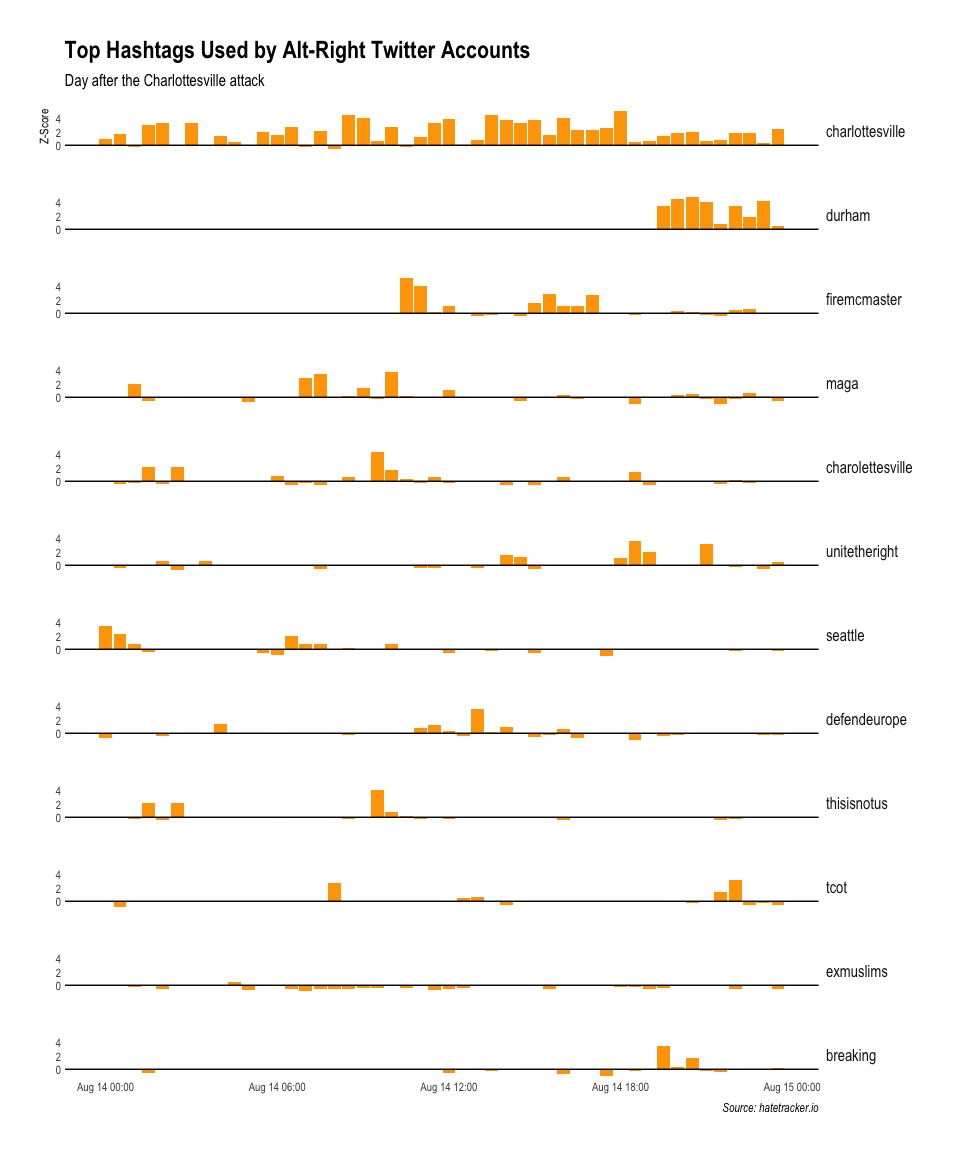 Top Hashtags Used by Alt-Right Twitter Accounts
Day after the Charlottesville attack
Z-Score
4
2
0
charlottesville
4
2
0
durham
4
2
0
firemcmaster
4
2
0
maga
4
2
0
charolettesville
4
2
0
unitetheright
4
2
0
seattle
4
2
0
defendeurope
4
2
0
thisisnotus
4
2
0
tcot
4
2
0
exmuslims
4
2
0
breaking
Aug 14 00:00 Aug 14 06:00 Aug 14 12:00 Aug 14 18:00 Aug 15 00:00
Source: hatetracker.io